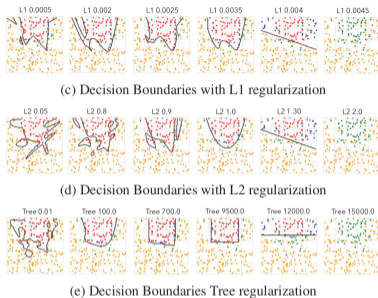 L1 0.0005 L1 0.002 L1 0.0025 L1 0.0035 L1 0.004 L1 0.0045
(c) Decision Boundaries with L1 regularization
L2 0.05 L2 0.8 L2 0.9 L2 1.0 L2 1.30 L2 2.0
(d) Decision Boundaries with L2 regularization
Tree 0.01 Tree 100.0 Tree 700.0 Tree 9500.0 Tree 12000.0 Tree 15000.0
(e) Decision Boundaries Tree regularization